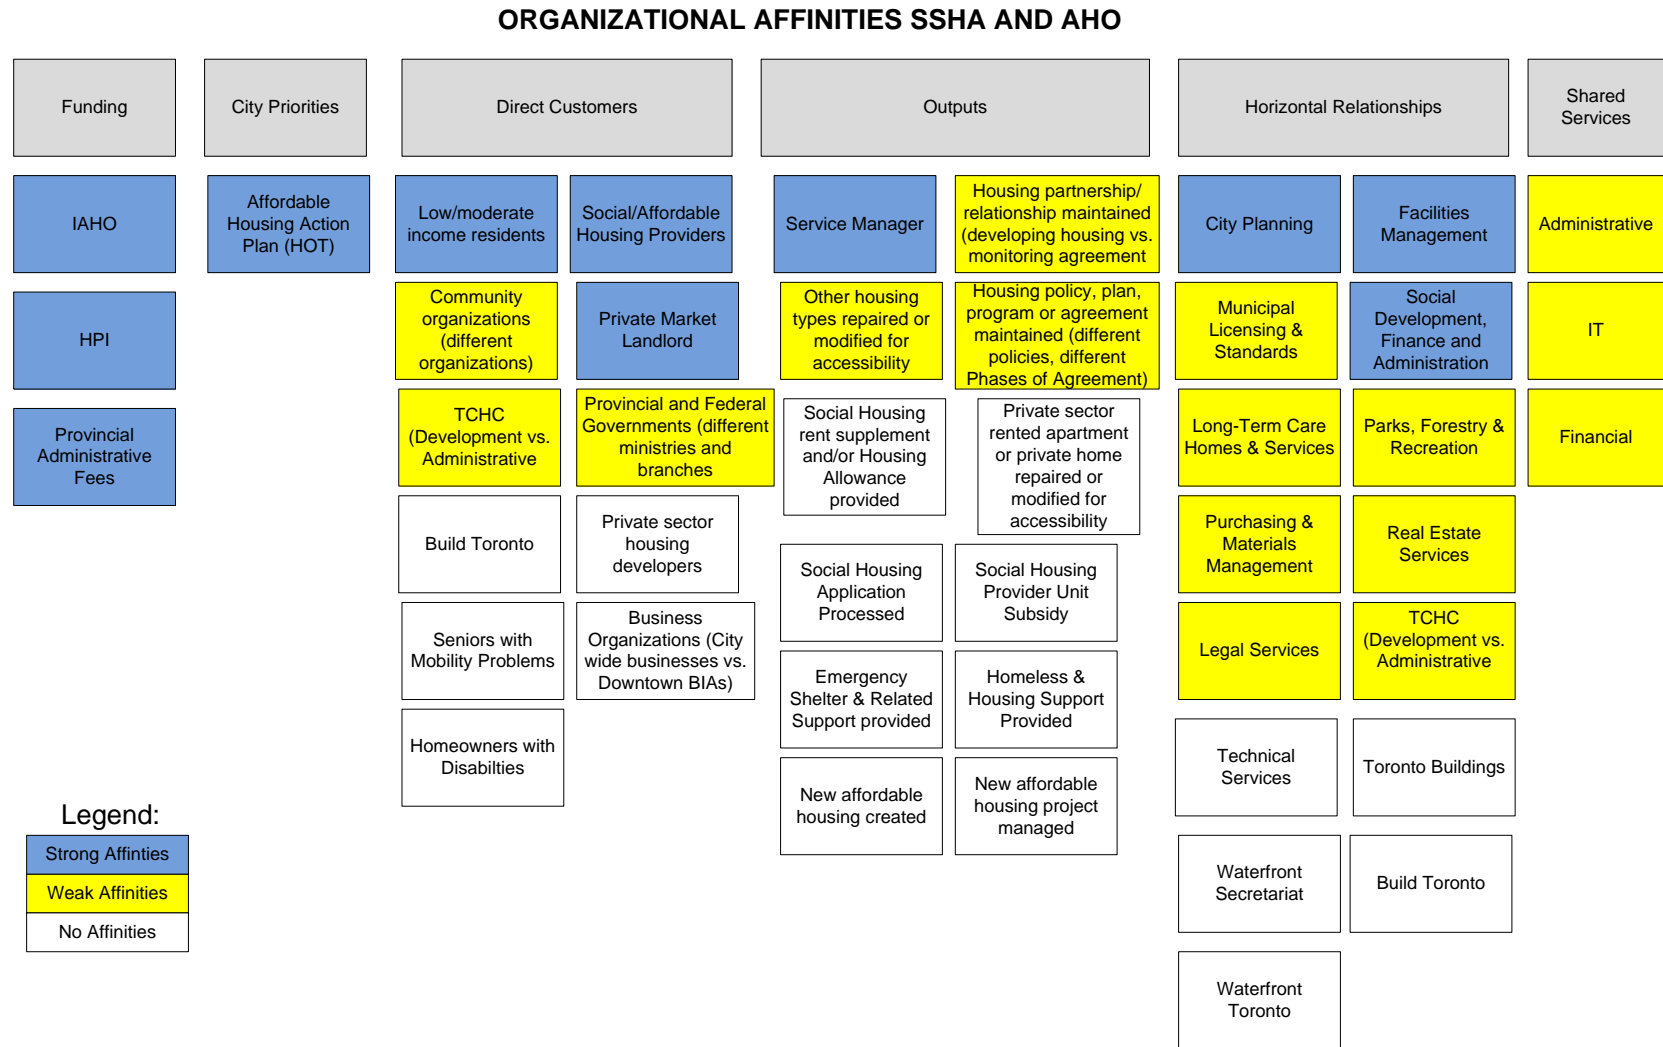 ORGANIZATIONAL AFFINITIES SSHA AND AHO
Funding
City Priorities
Direct Customers
Outputs
Horizontal Relationships
Shared
Services
IAHO
HPI
Provincial
Administrative
Fees
Affordable
Housing Action
Plan (HOT)
Low/moderate
income residents
Community
organizations
(different
organizations)
TCHC
(Development vs.
Administrative
Build Toronto
Seniors with
Mobility Problems
Homeowners with
Disabilties
Social/Affordable
Housing Providers
Private Market
Landlord
Provincial and Federal
Governments (different
ministries and
branches
Private sector
housing
developers
Business
Organizations (City
wide businesses vs.
Downtown BIAs)
Service Manager
Other housing
types repaired or
modified for
accessibility
Social Housing
rent supplement
and/or Housing
Allowance
provided
Social Housing
Application
Processed
Emergency
Shelter & Related
Support provided
New affordable
housing created
Housing partnership/
relationship maintained
(developing housing vs.
monitoring agreement
Housing policy, plan,
program or agreement
maintained (different
policies, different
Phases of Agreement)
Private sector
rented apartment
or private home
repaired or
modified for
accessibility
Social Housing
Provider Unit
Subsidy
Homeless &
Housing Support
Provided
New affordable
housing project
managed
City Planning
Municipal
Licensing &
Standards
Long-Term Care
Homes & Services
Purchasing &
Materials
Management
Legal Services
Technical
Services
Waterfront
Secretariat
Waterfront
Toronto
Facilities
Management
Social
Development,
Finance and
Administration
Parks, Forestry &
Recreation
Real Estate
Services
TCHC
(Development vs.
Administrative
Toronto Buildings
Build Toronto
Administrative
IT
Financial
Legend:
Strong Affinties
Weak Affinities
No Affinities